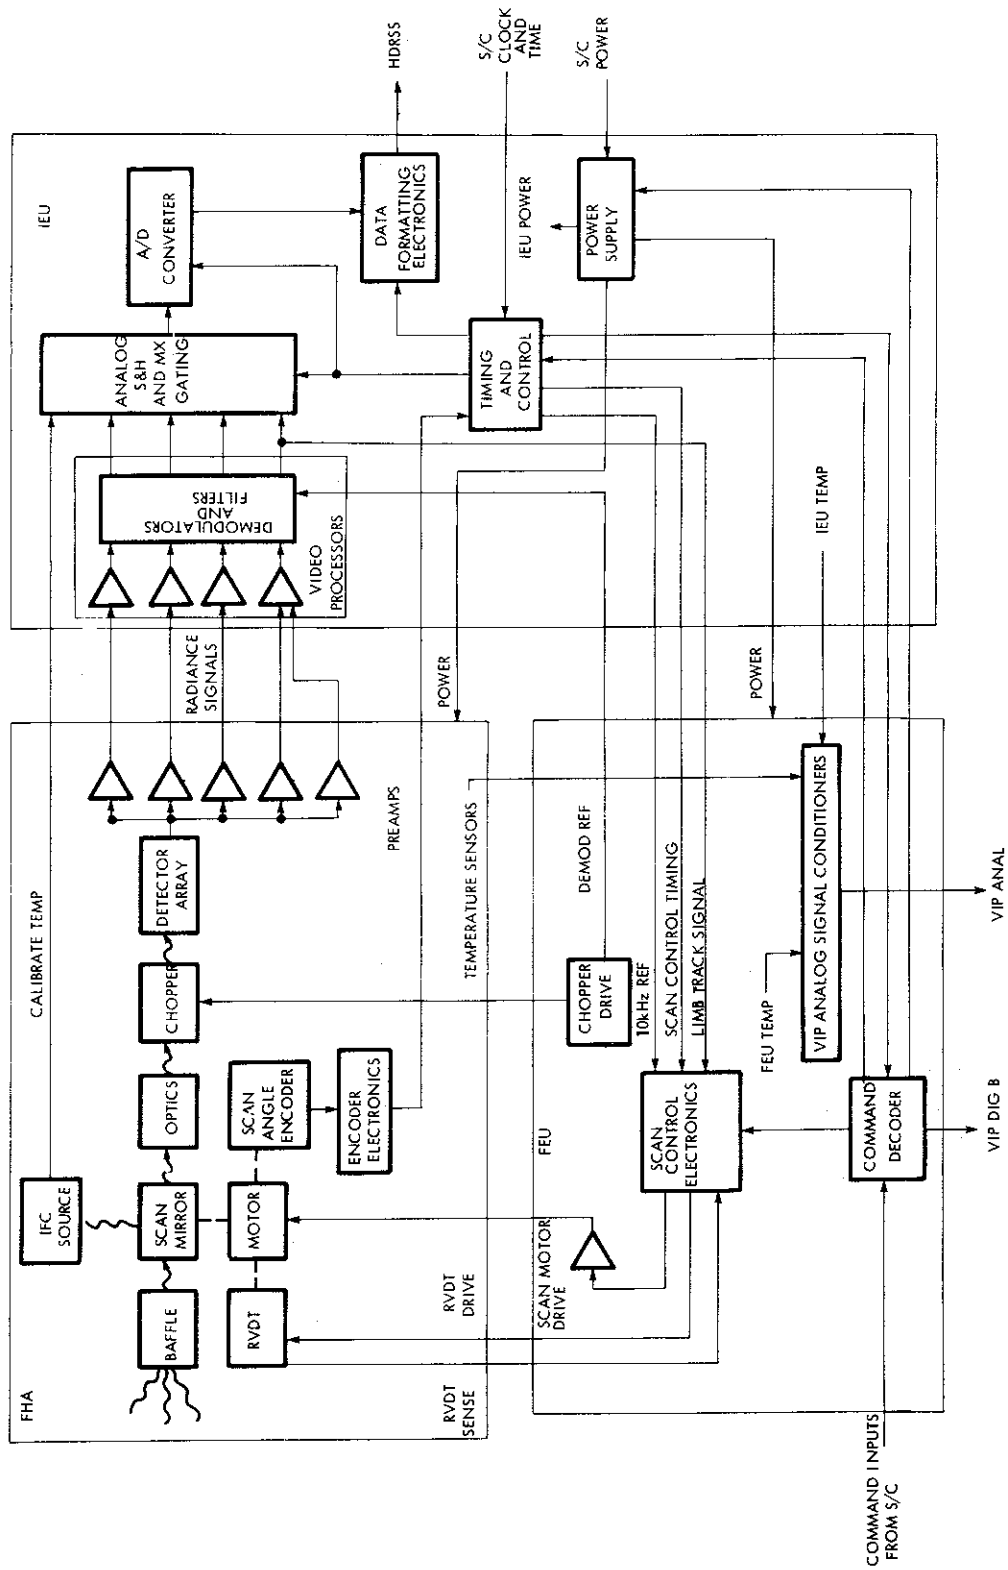 FHA
IFC
SOURCE
CALIBRATE TEMP
BAFFLE
SCAN
MIRROR
OPTICS
CHOPPER
DETECTOR
ARRAY
RVDT
MOTOR
SCAN
ANGLE
ENCODER
ENCODER
ELECTRONICS
PREAMPS
RVDT
SENSE
RVDT
DRIVE
TEMPERATURE SENSORS
RADIANCE
SIGNALS
POWER
IEU
DEMODULATORS
AND
FILTERS
VIDEO
PROCESSORS
ANALOG
S&H
AND MX
GATING
A/D
CONVERTER
DATA
FORMATTING
ELECTRONICS
HDRSS
TIMING
AND
CONTROL
S/C
CLOCK
AND
TIME
IEU POWER
POWER
SUPPLY
S/C
POWER
FEU
SCAN MOTOR
DRIVE
CHOPPER
DRIVE
DEMOD REF
10kHz REF
SCAN CONTROL TIMING
LIMB TRACK SIGNAL
SCAN
CONTROL
ELECTRONICS
POWER
FEU TEMP
IEU TEMP
VIP ANALOG SIGNAL CONDITIONERS
COMMAND
DECODER
COMMAND INPUTS
FROM S/C
VIP DIG B
VIP ANAL